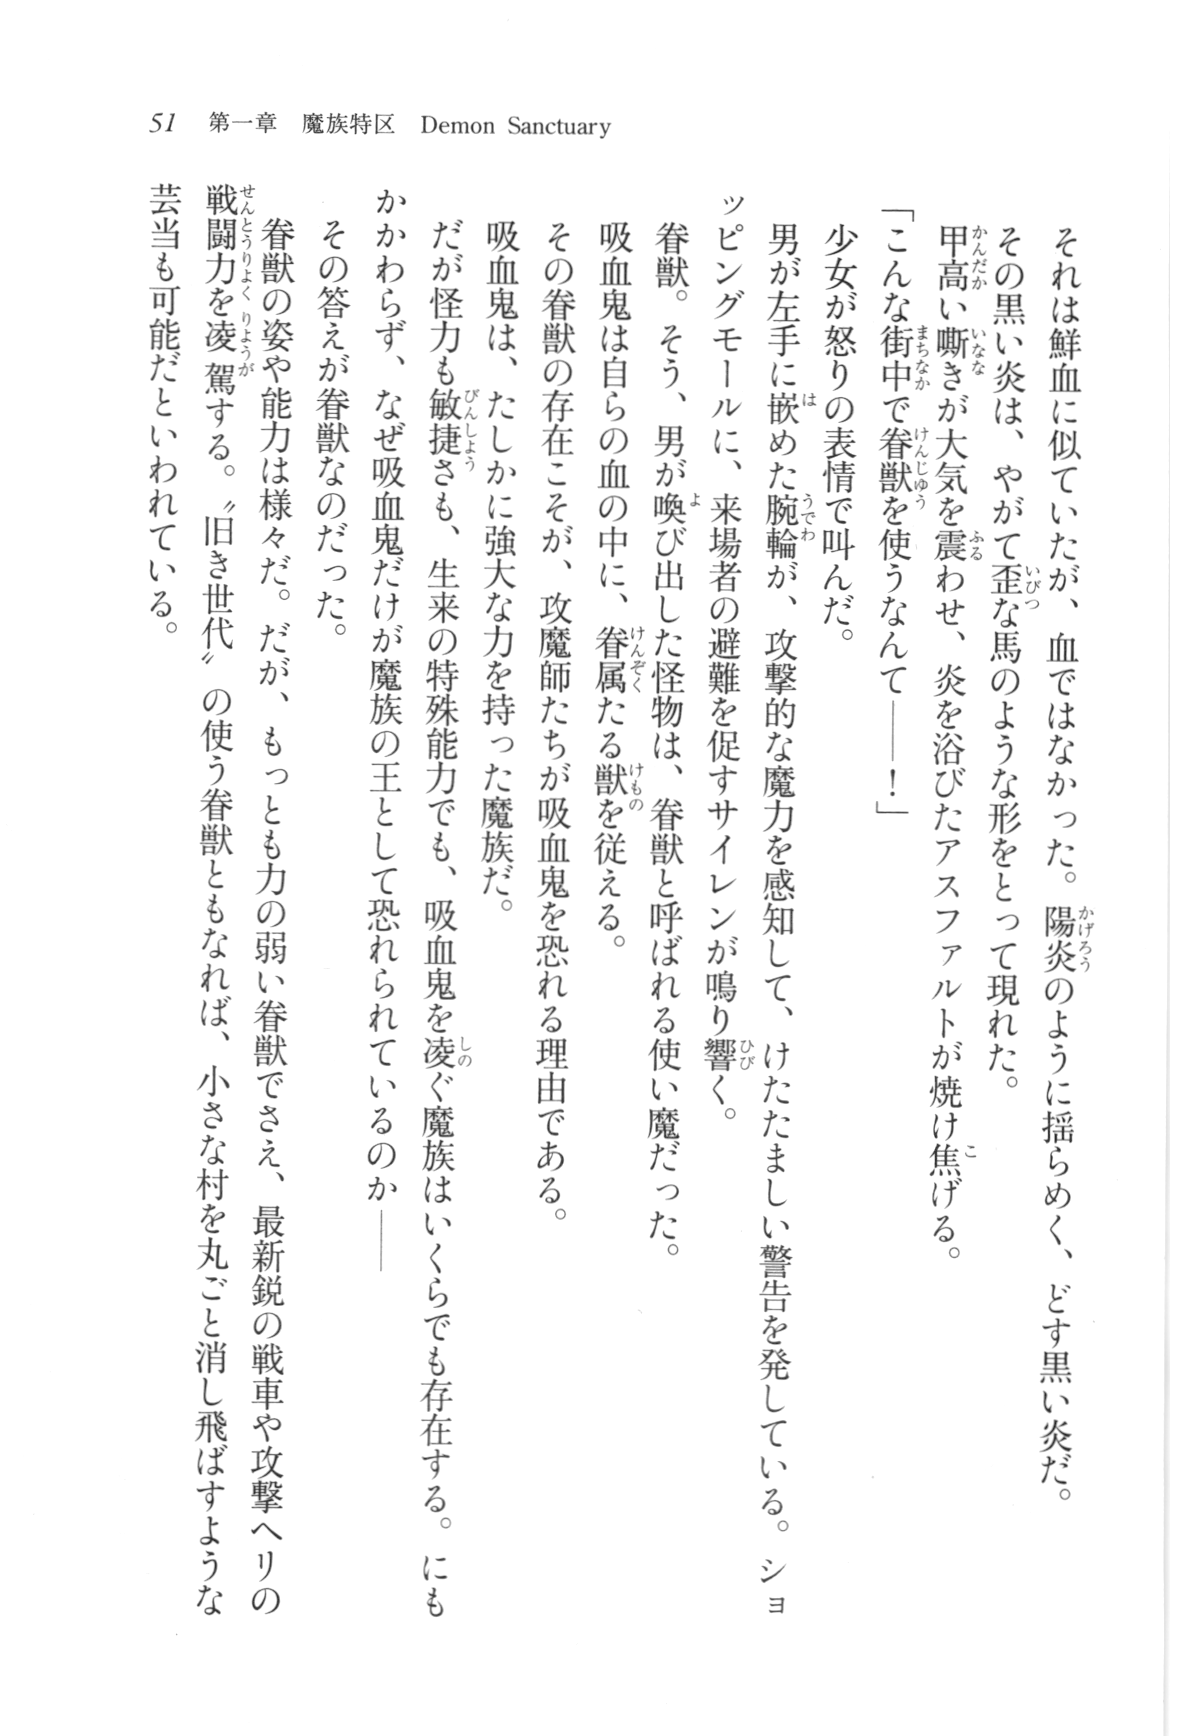 51 第一章 魔族特区 Demon Sanctuary
それは鮮血に似ていたが、血ではなかった。陽炎のように揺らめく、どす黒い炎だ。
その黒い炎は、やがて歪な馬のような形をとって現れた。
甲高い嘶きが大気を震わせ、炎を浴びたアスファルトが焼け焦げる。
「こんな街中で眷獣を使うなんて――！」
少女が怒りの表情で叫んだ。
男が左手に嵌めた腕輪が、攻撃的な魔力を感知して、けたたましい警告を発している。ショ
ッピングモールに、来場者の避難を促すサイレンが鳴り響く。
眷獣。そう、男が喚び出した怪物は、眷獣と呼ばれる使い魔だった。
吸血鬼は自らの血の中に、眷属たる獣を従える。
その眷獣の存在こそが、攻魔師たちが吸血鬼を恐れる理由である。
吸血鬼は、たしかに強大な力を持った魔族だ。
だが怪力も敏捷さも、生来の特殊能力でも、吸血鬼を凌ぐ魔族はいくらでも存在する。にも
かかわらず、なぜ吸血鬼だけが魔族の王として恐れられているのか――
その答えが眷獣なのだった。
眷獣の姿や能力は様々だ。だが、もっとも力の弱い眷獣でさえ、最新鋭の戦車や攻撃ヘリの
戦闘力を凌駕する。〝旧き世代〟の使う眷獣ともなれば、小さな村を丸ごと消し飛ばすような
芸当も可能だといわれている。